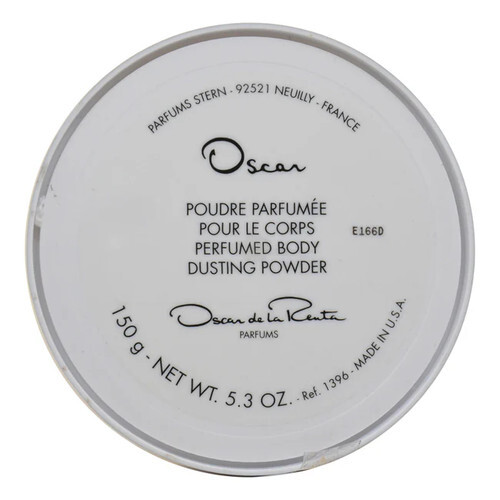 PARFUMS STERN - 92521 NEUILLY - FRANCE
Oscar
POUDRE PARFUMÉE
POUR LE CORPS
PERFUMED BODY
DUSTING POWDER
E166D
Oscar de la Renta
PARFUMS
150 g - NET WT. 5.3 OZ. - Ref. 1396 - MADE IN U.S.A.